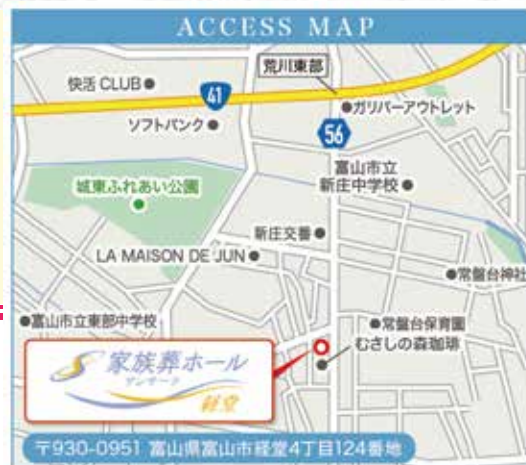 ACCESS MAP
荒川東部
快活CLUB
41
ガリバーアウトレット
ソフトバンク
56
富山市立
新庄中学校
城東ふれあい公園
新庄交番
LA MAISON DE JUN
常盤台神社
富山市立東部中学校
常盤台保育園
むさしの森珈琲
家族葬ホール
アンサーク
経堂
〒930-0951 富山県富山市経堂4丁目124番地